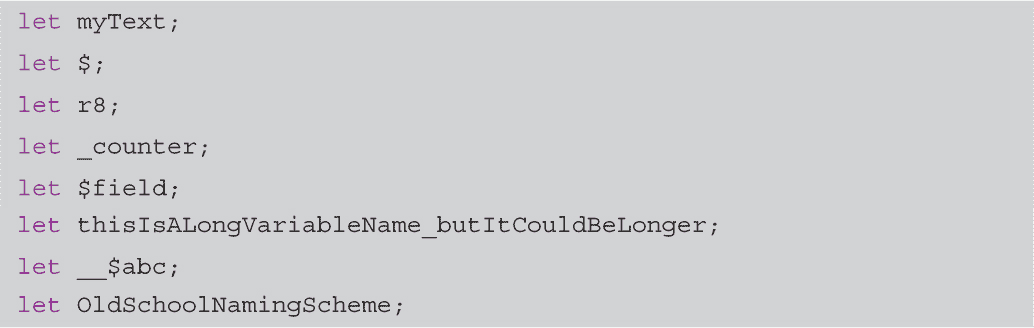 let myText;
let $;
let r8;
let _counter;
let $field;
let thisIsALongVariableName_butItCouldBeLonger;
let __$abc;
let OldSchoolNamingScheme;